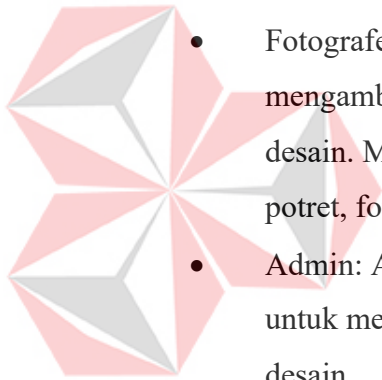 • Fotografe
mengamb
desain. M
potret, fo
• Admin: A
untuk me
desain